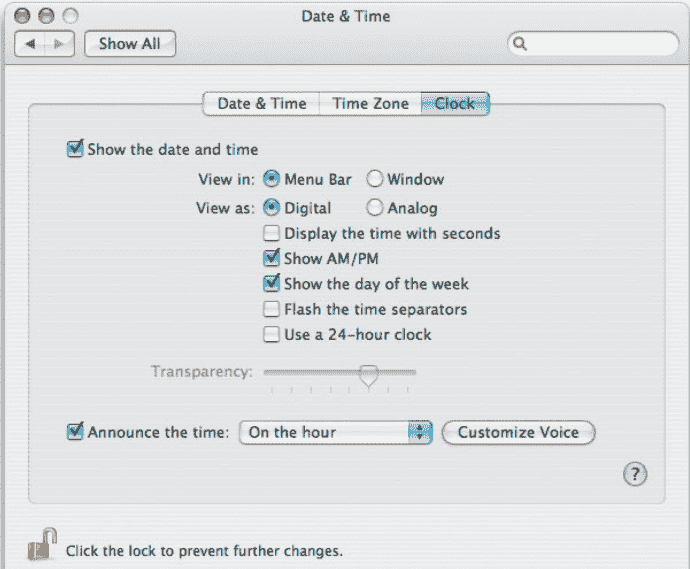 Date & Time
Show All
Date & Time Time Zone Clock
Show the date and time
View in: Menu Bar Window
View as: Digital Analog
Display the time with seconds
Show AM/PM
Show the day of the week
Flash the time separators
Use a 24-hour clock
Transparency:
Announce the time: On the hour Customize Voice
?
Click the lock to prevent further changes.